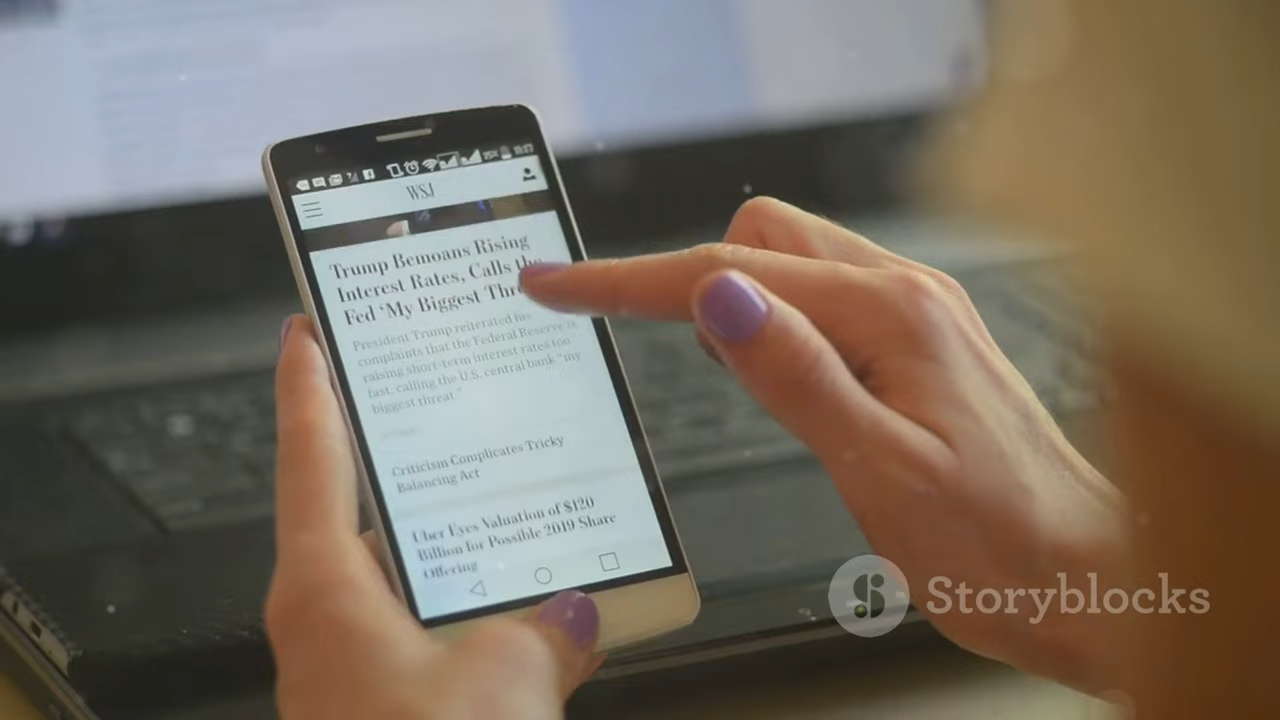 WSJ
Trump Bemoans Rising
Interest Rates, Calls the
Fed ‘My Biggest
President Trump reiterated his
complaints that the Federal Reserve is
raising short-term interest rates too
fast, calling the U.S. central bank “my
biggest threat.”
Criticism Complicates Tricky
Balancing Act
Uber Eyes Valuation of $120
Billion for Possible 2019 Share
Offering
Storyblocks